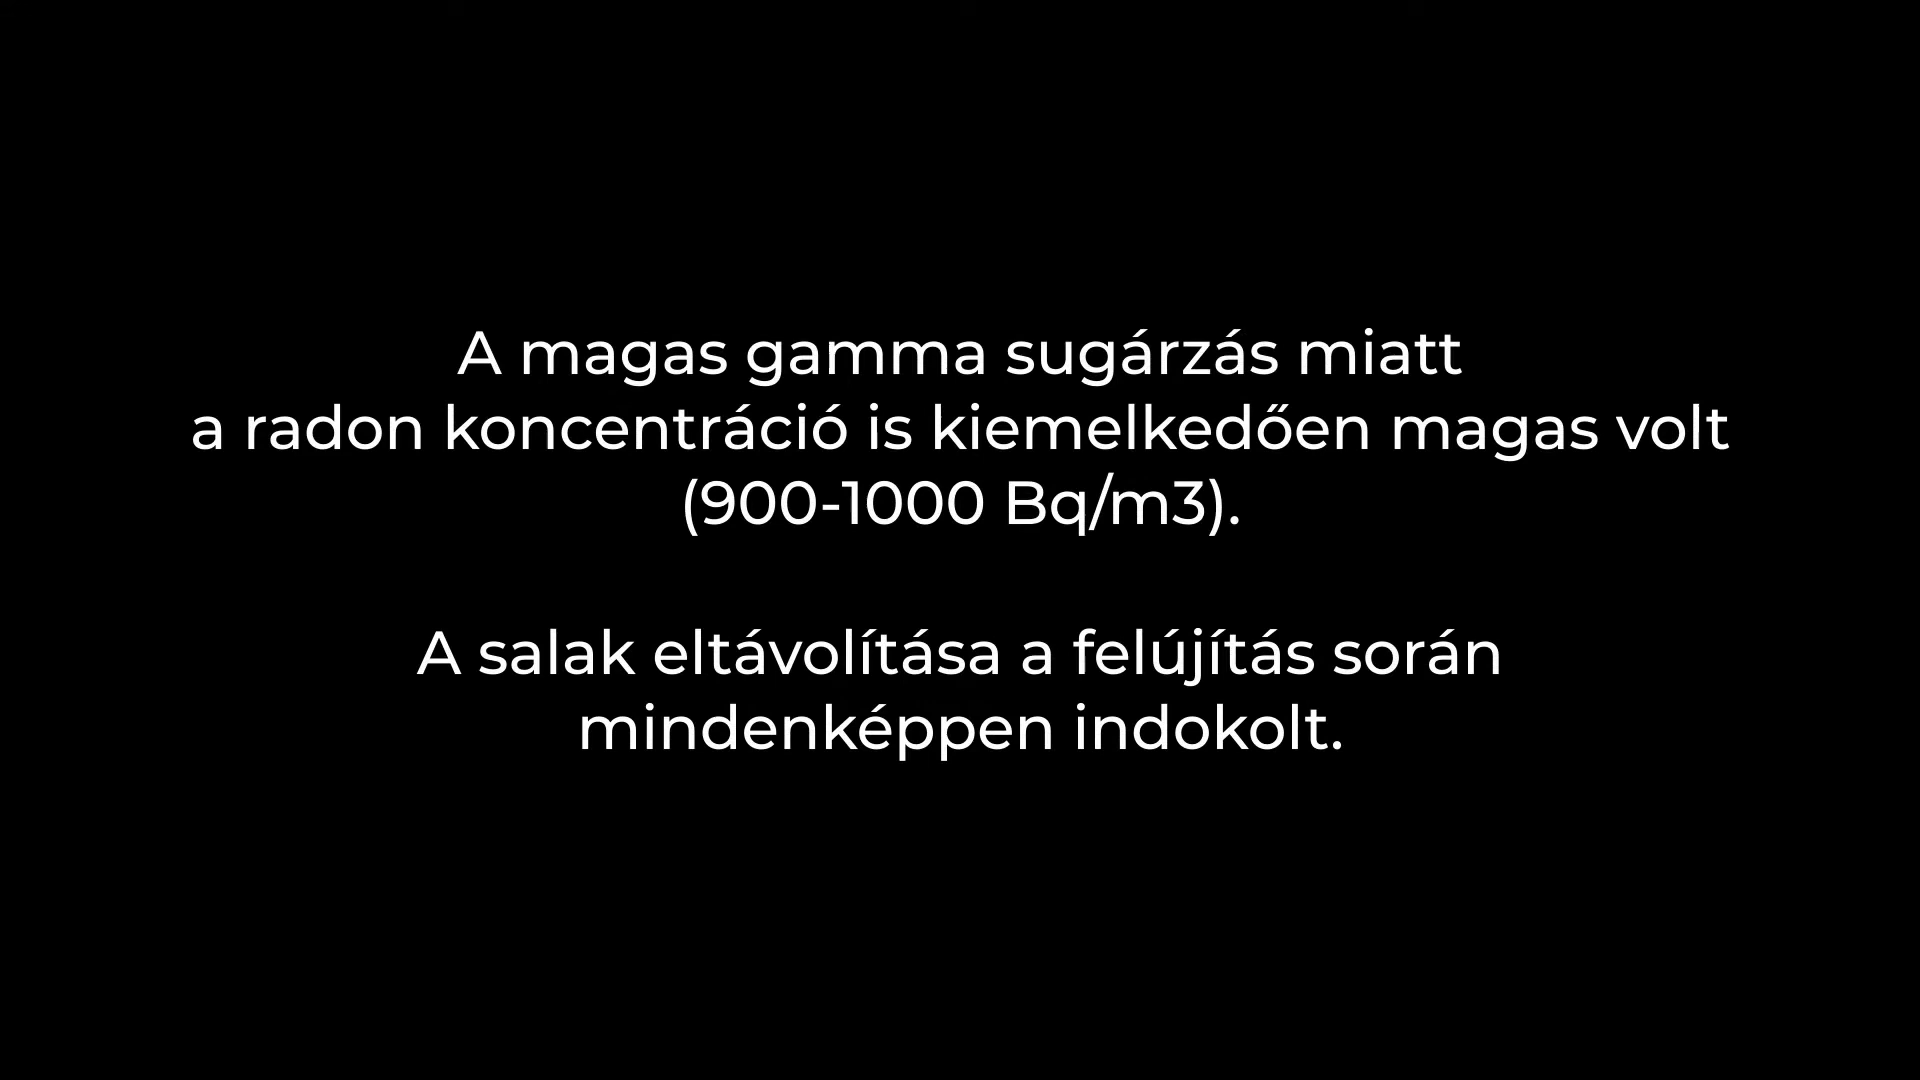 A magas gamma sugárzás miatt
a radon koncentráció is kiemelkedően magas volt
(900-1000 Bq/m3).
A salak eltávolítása a felújítás során
mindenképpen indokolt.